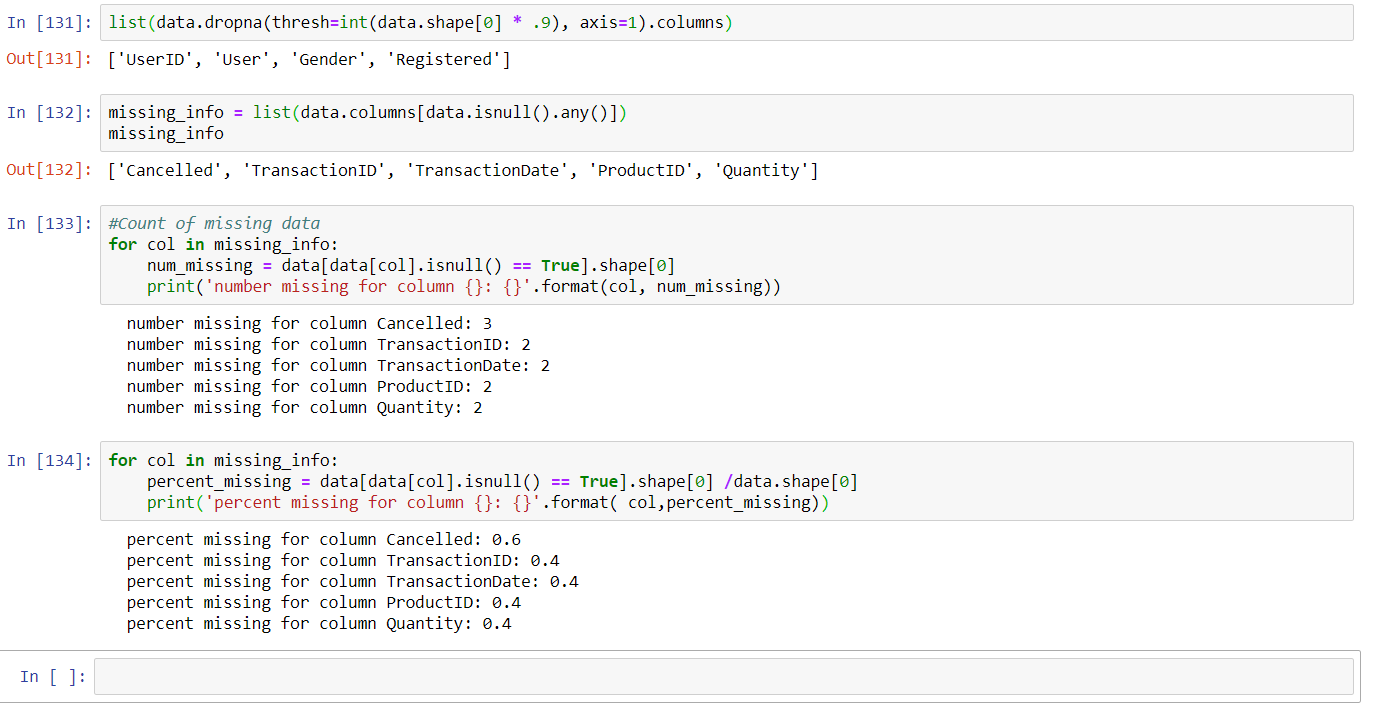 In [131]: list(data.dropna(thresh=int(data.shape[0] * .9), axis=1).columns)
Out[131]: ['UserID', 'User', 'Gender', 'Registered']
In [132]: missing_info = list(data.columns[data.isnull().any()])
missing_info
Out[132]: ['Cancelled', 'TransactionID', 'TransactionDate', 'ProductID', 'Quantity']
In [133]: #Count of missing data
for col in missing_info:
    num_missing = data[data[col].isnull() == True].shape[0]
    print('number missing for column {}: {}'.format(col, num_missing))
number missing for column Cancelled: 3
number missing for column TransactionID: 2
number missing for column TransactionDate: 2
number missing for column ProductID: 2
number missing for column Quantity: 2
In [134]: for col in missing_info:
    percent_missing = data[data[col].isnull() == True].shape[0] /data.shape[0]
    print('percent missing for column {}: {}'.format( col,percent_missing))
percent missing for column Cancelled: 0.6
percent missing for column TransactionID: 0.4
percent missing for column TransactionDate: 0.4
percent missing for column ProductID: 0.4
percent missing for column Quantity: 0.4
In [ ]: